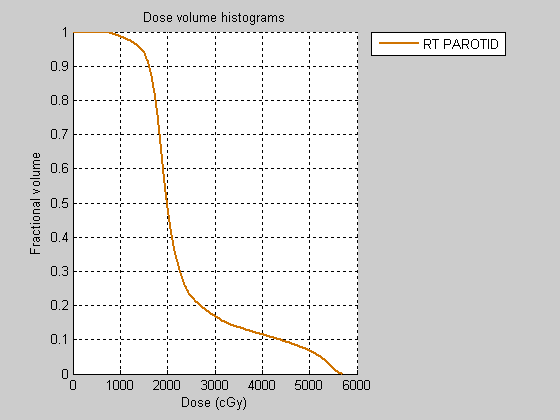 Dose volume histograms
RT PAROTID
Fractional volume
1
0.9
0.8
0.7
0.6
0.5
0.4
0.3
0.2
0.1
0
0 1000 2000 3000 4000 5000 6000
Dose (cGy)